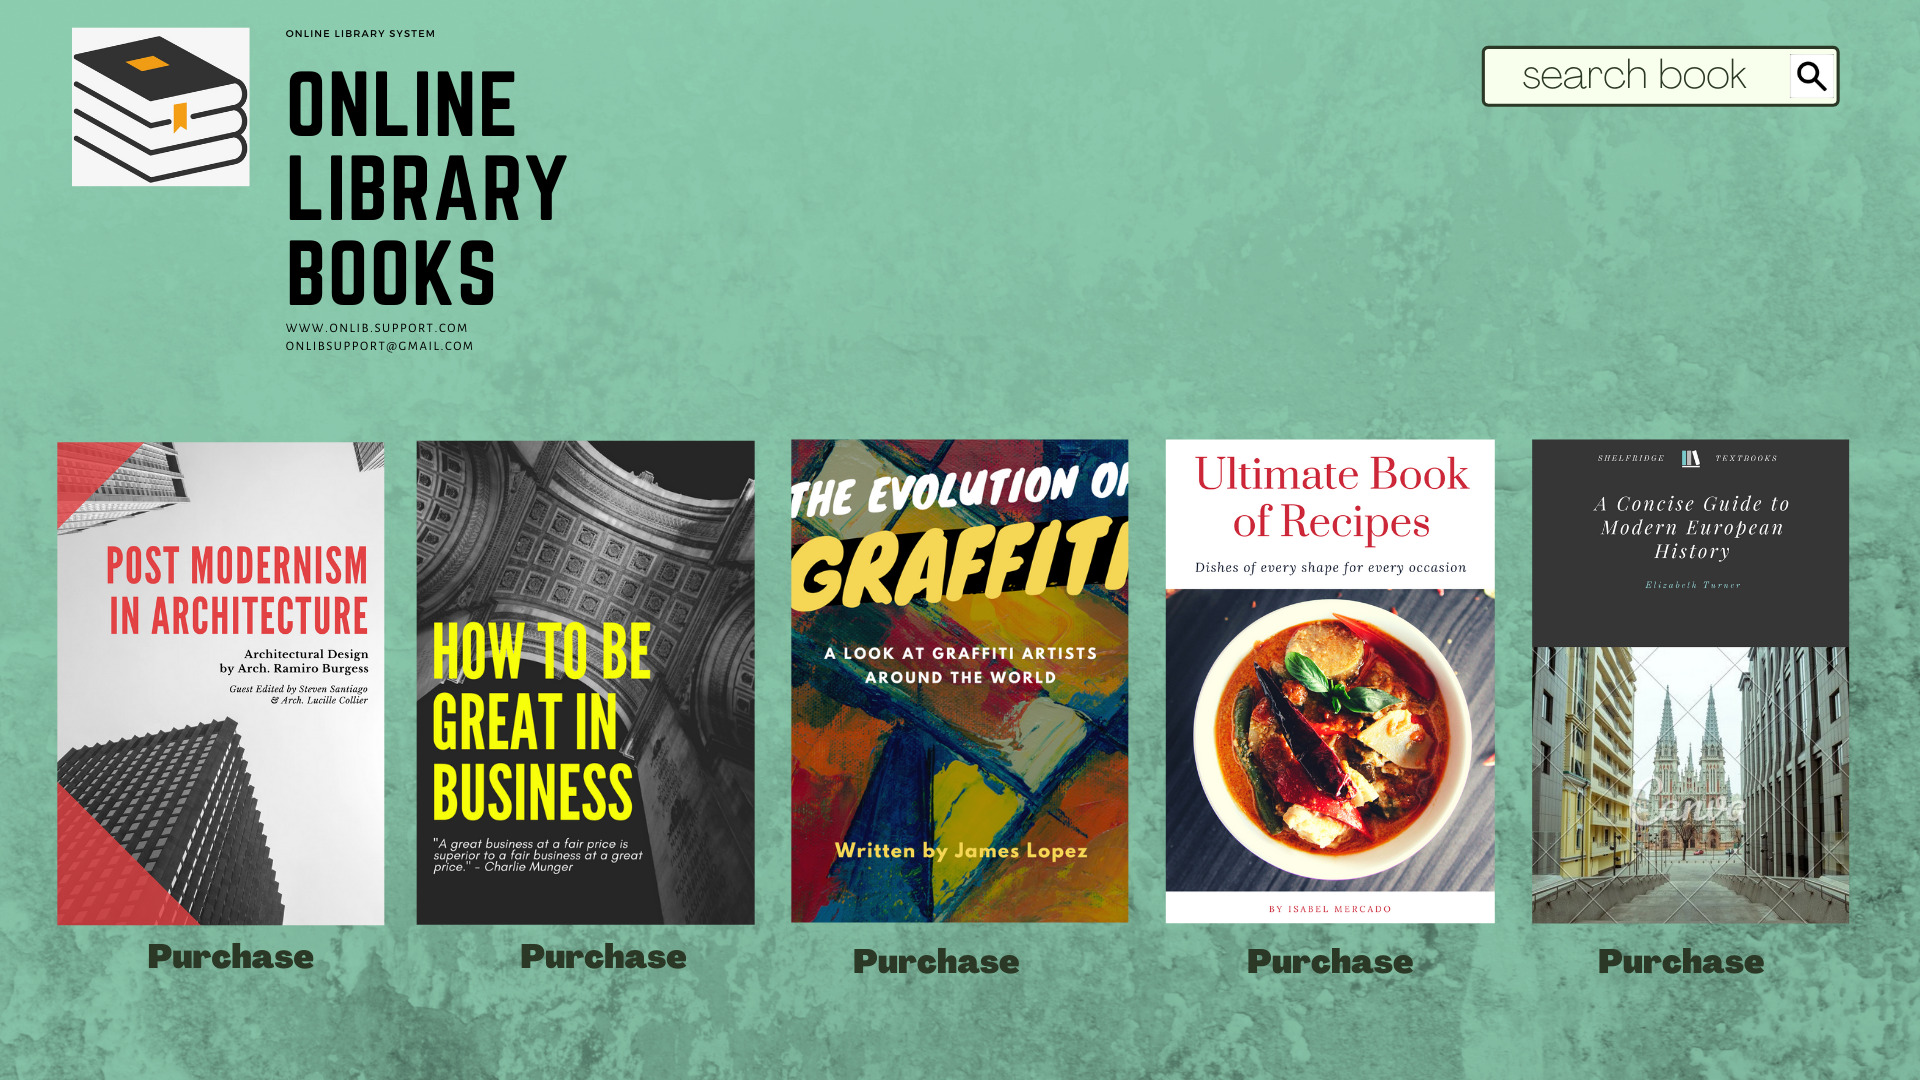 ONLINE LIBRARY SYSTEM
ONLINE
LIBRARY
BOOKS
WWW.ONLIB.SUPPORT.COM
ONLIBSUPPORT@GMAIL.COM
search book
POST MODERNISM
IN ARCHITECTURE
Architectural Design
by Arch. Ramiro Burgess
Guest Edited by Steven Santiago
& Arch. Lucille Collier
Purchase
HOW TO BE
GREAT IN
BUSINESS
"A great business at a fair price is
superior to a fair business at a great
price." - Charlie Munger
Purchase
THE EVOLUTION OF
GRAFFITI
A LOOK AT GRAFFITI ARTISTS
AROUND THE WORLD
Written by James Lopez
Purchase
Ultimate Book
of Recipes
Dishes of every shape for every occasion
BY ISABEL MERCADO
Purchase
SHELFRIDGE TEXTBOOKS
A Concise Guide to
Modern European
History
Elizabeth Turner
Canva
Purchase